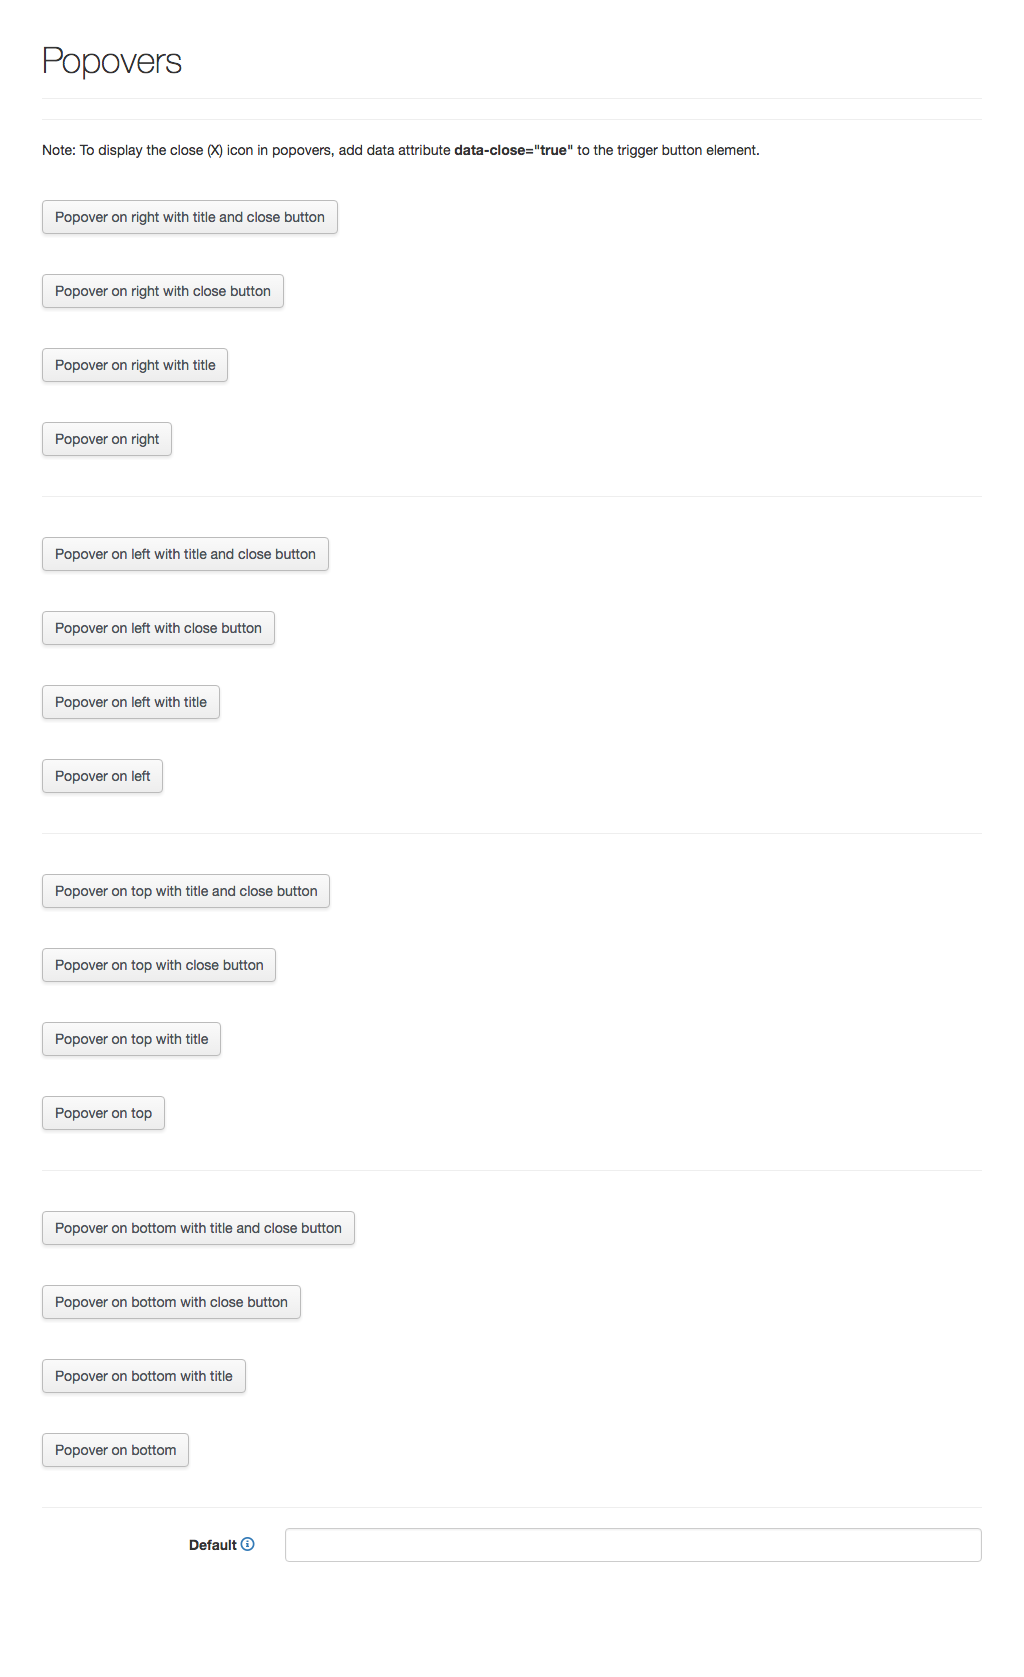 Popovers
Note: To display the close (X) icon in popovers, add data attribute data-close="true" to the trigger button element.
Popover on right with title and close button
Popover on right with close button
Popover on right with title
Popover on right
Popover on left with title and close button
Popover on left with close button
Popover on left with title
Popover on left
Popover on top with title and close button
Popover on top with close button
Popover on top with title
Popover on top
Popover on bottom with title and close button
Popover on bottom with close button
Popover on bottom with title
Popover on bottom
Default